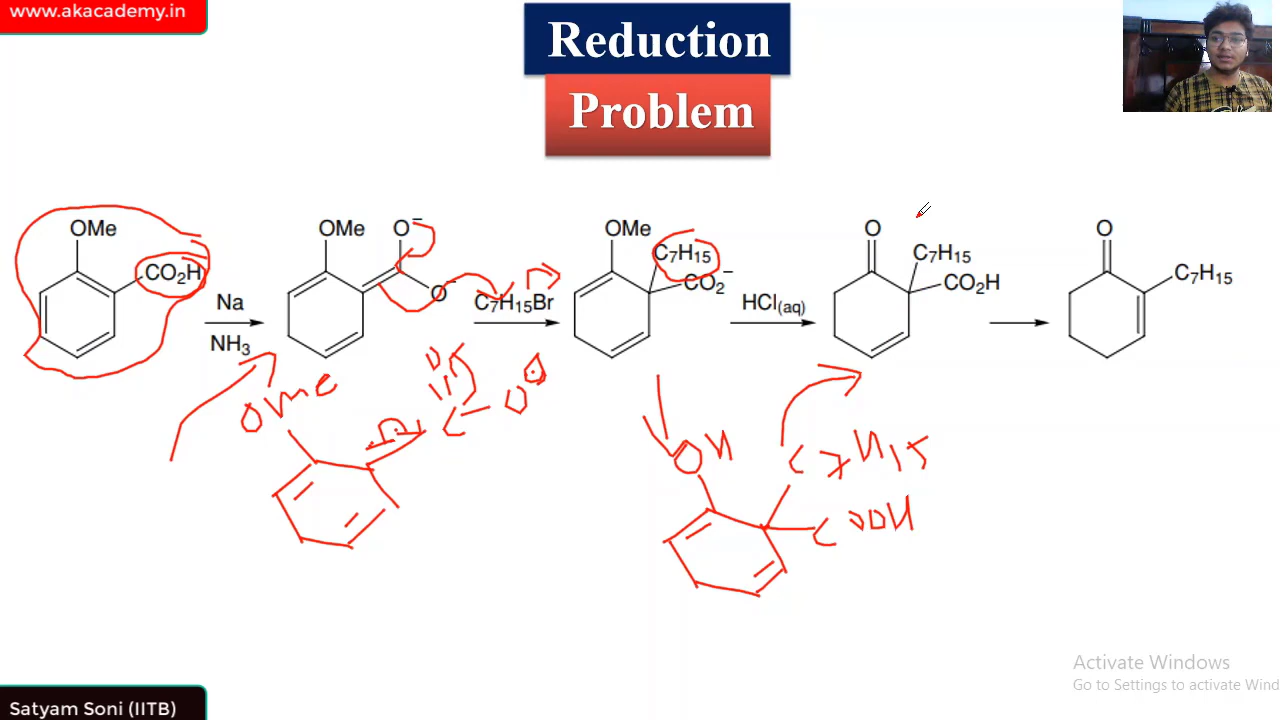 www.akacademy.in
Reduction
Problem
OMe
CO₂H
Na
NH₃
OMe
O⁻
O⁻
C₇H₁₅Br
OMe
C₇H₁₅
CO₂⁻
HCl(aq)
O
C₇H₁₅
CO₂H
O
C₇H₁₅
OMe
O
C
O
OH
C7H15
COOH
Activate Windows
Go to Settings to activate Wind
Satyam Soni (IITB)